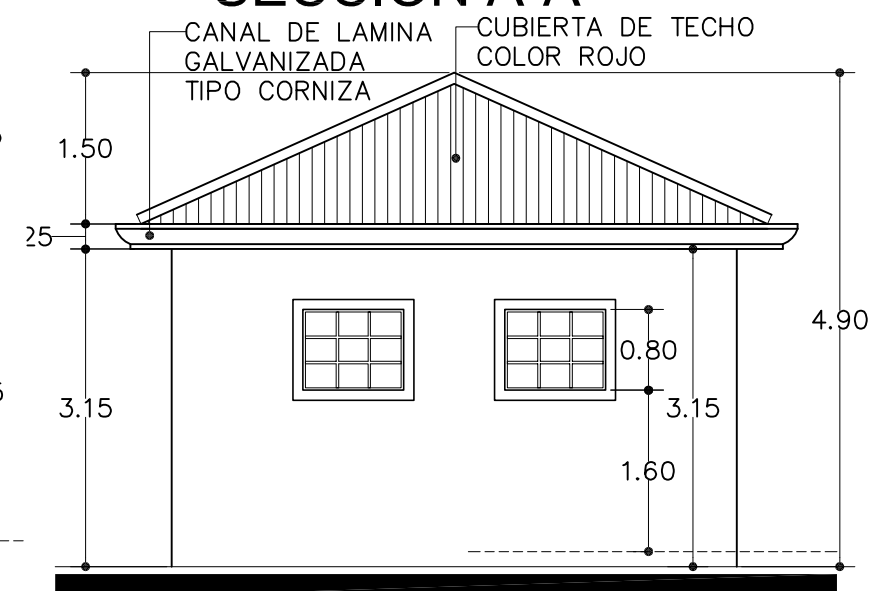 SECCION A-A
CANAL DE LAMINA
GALVANIZADA
TIPO CORNIZA
CUBIERTA DE TECHO
COLOR ROJO
1.50
25
4.90
0.80
3.15
3.15
1.60